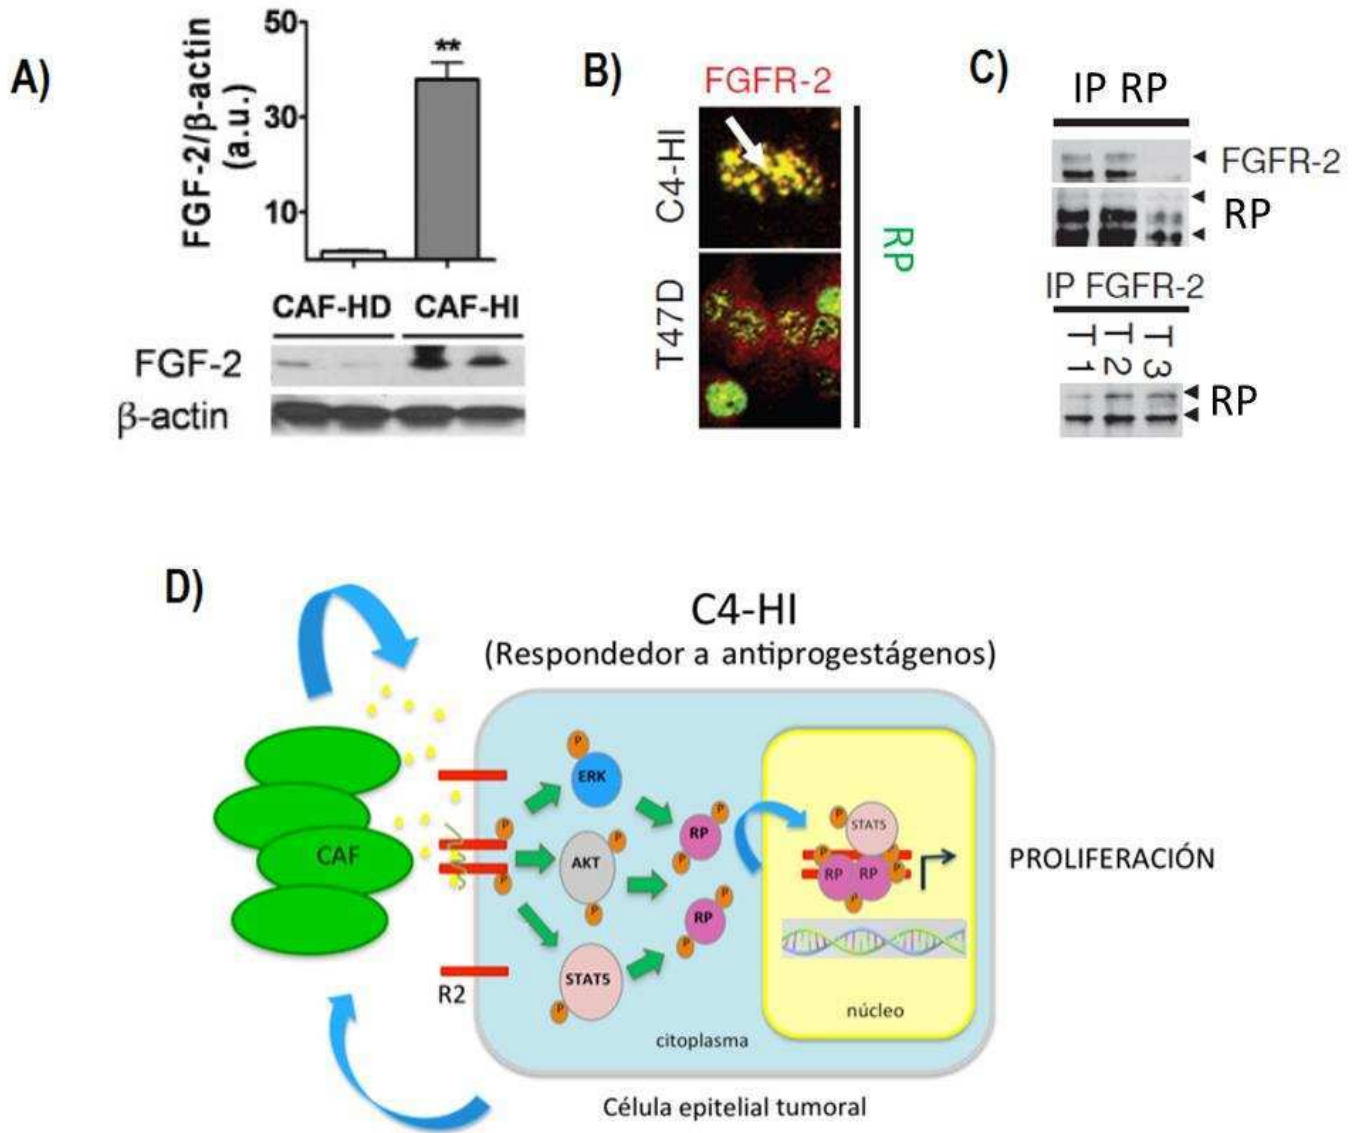 A)
50
30
10
FGF-2/β-actin
(a.u.)
**
CAF-HD CAF-HI
FGF-2
β-actin
B)
FGFR-2
C4-HI
T47D
RP
C)
IP RP
FGFR-2
RP
IP FGFR-2
T1 T2 T3
RP
D)
C4-HI
(Respondedor a antiprogestágenos)
CAF
R2
P
P
P
ERK
P
AKT
P
P
STAT5
P
P
RP
P
P
RP
P
P
STAT5
P
P
RP RP
P
P
núcleo
citoplasma
PROLIFERACIÓN
Célula epitelial tumoral